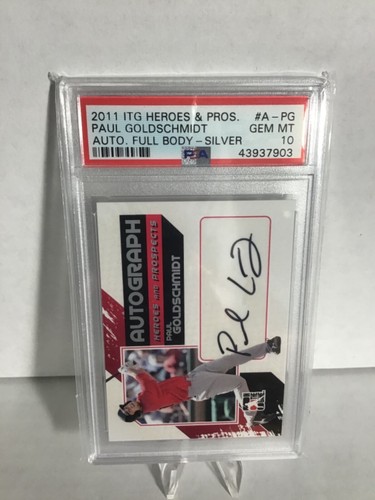 2011 ITG HEROES & PROS. #A-PG
PAUL GOLDSCHMIDT GEM MT
AUTO. FULL BODY-SILVER 10
PSA 43937903
AUTOGRAPH
HEROES AND PROSPECTS
PAUL
GOLDSCHMIDT